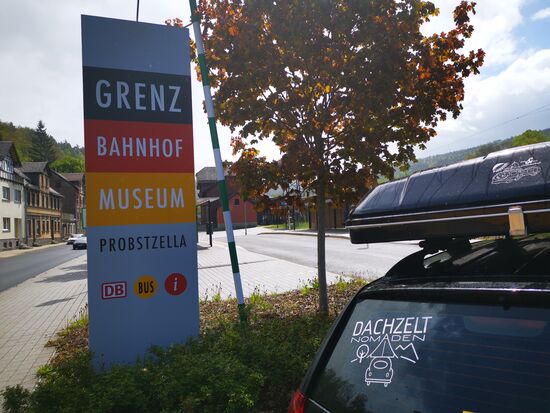 GRENZ
BAHNHOF
MUSEUM
PROBSTZELLA
DB BUS i
DACHZELT
NOMADEN